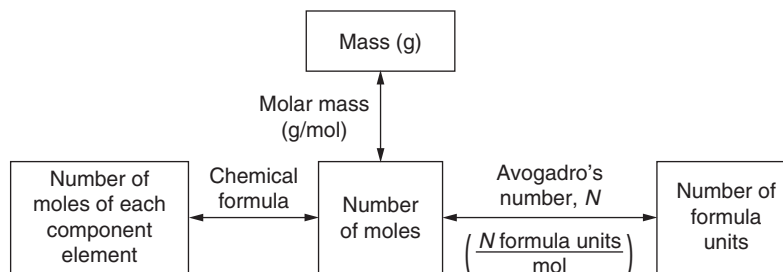 Mass (g)
Molar mass
(g/mol)
Number of
moles of each
component
element
Chemical
formula
Number
of moles
Avogadro’s
number, N
(N formula units/
mol)
Number of
formula
units